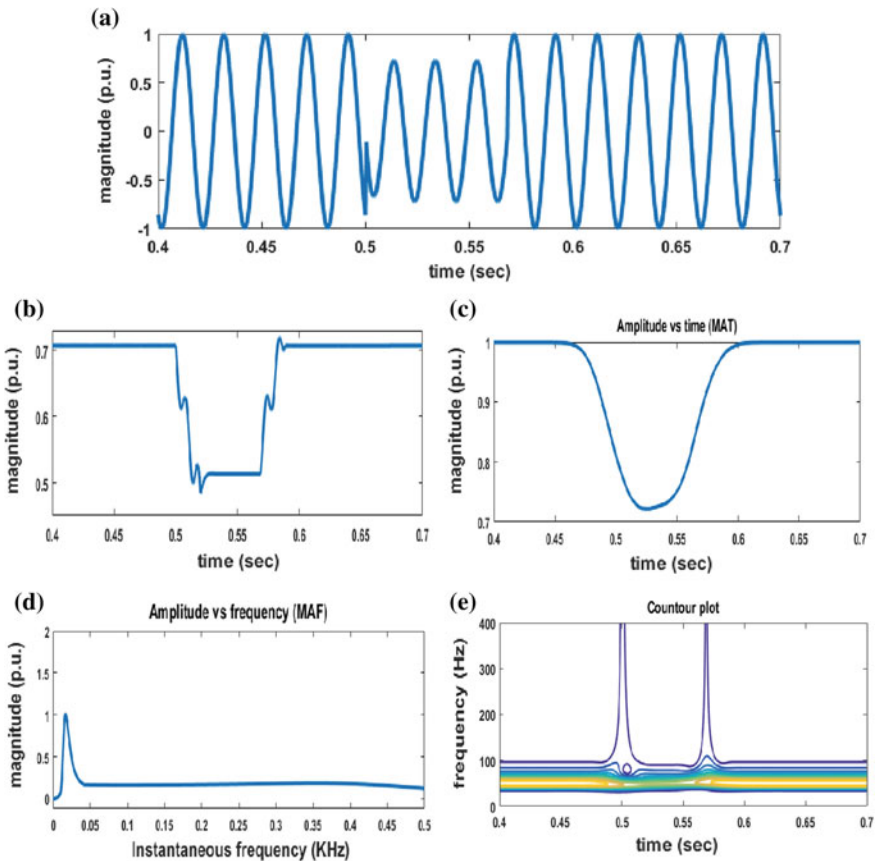 (a)
magnitude (p.u.)
1
0.5
0
-0.5
-1
0.4 0.45 0.5 0.55 0.6 0.65 0.7
time (sec)
(b)
magnitude (p.u.)
0.7
0.6
0.5
0.4 0.45 0.5 0.55 0.6 0.65 0.7
time (sec)
(c)
Amplitude vs time (MAT)
magnitude (p.u.)
1
0.9
0.8
0.7
0.4 0.45 0.5 0.55 0.6 0.65 0.7
time (sec)
(d)
Amplitude vs frequency (MAF)
magnitude (p.u.)
2
1.5
1
0.5
0
0 0.05 0.1 0.15 0.2 0.25 0.3 0.35 0.4 0.45 0.5
Instantaneous frequency (KHz)
(e)
Countour plot
frequency (Hz)
400
300
200
100
0
0.4 0.45 0.5 0.55 0.6 0.65 0.7
time (sec)